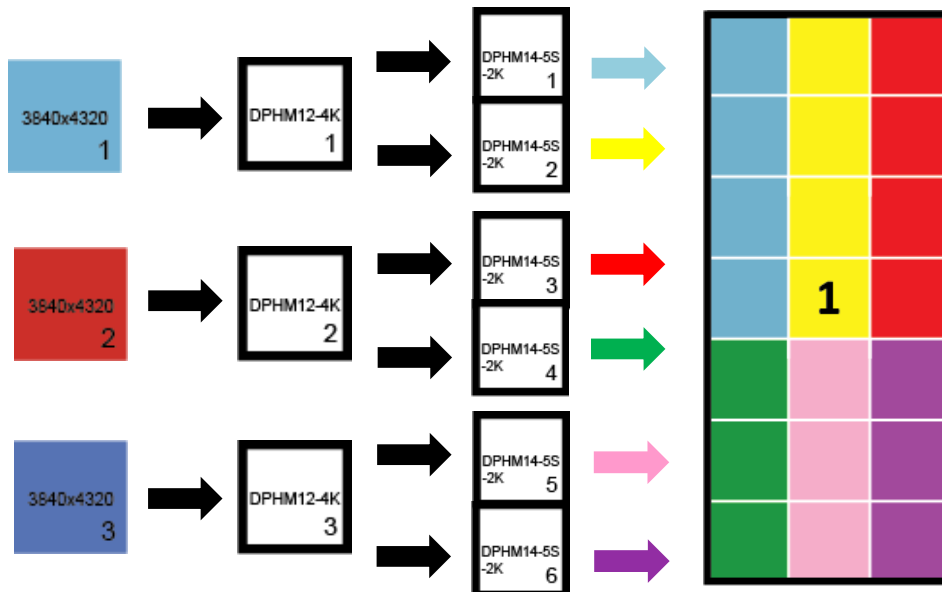 3840x4320
1
DPHM12-4K
1
DPHM14-5S
-2K
1
DPHM14-5S
-2K
2
3840x4320
2
DPHM12-4K
2
DPHM14-5S
-2K
3
DPHM14-5S
-2K
4
3840x4320
3
DPHM12-4K
3
DPHM14-5S
-2K
5
DPHM14-5S
-2K
6
1